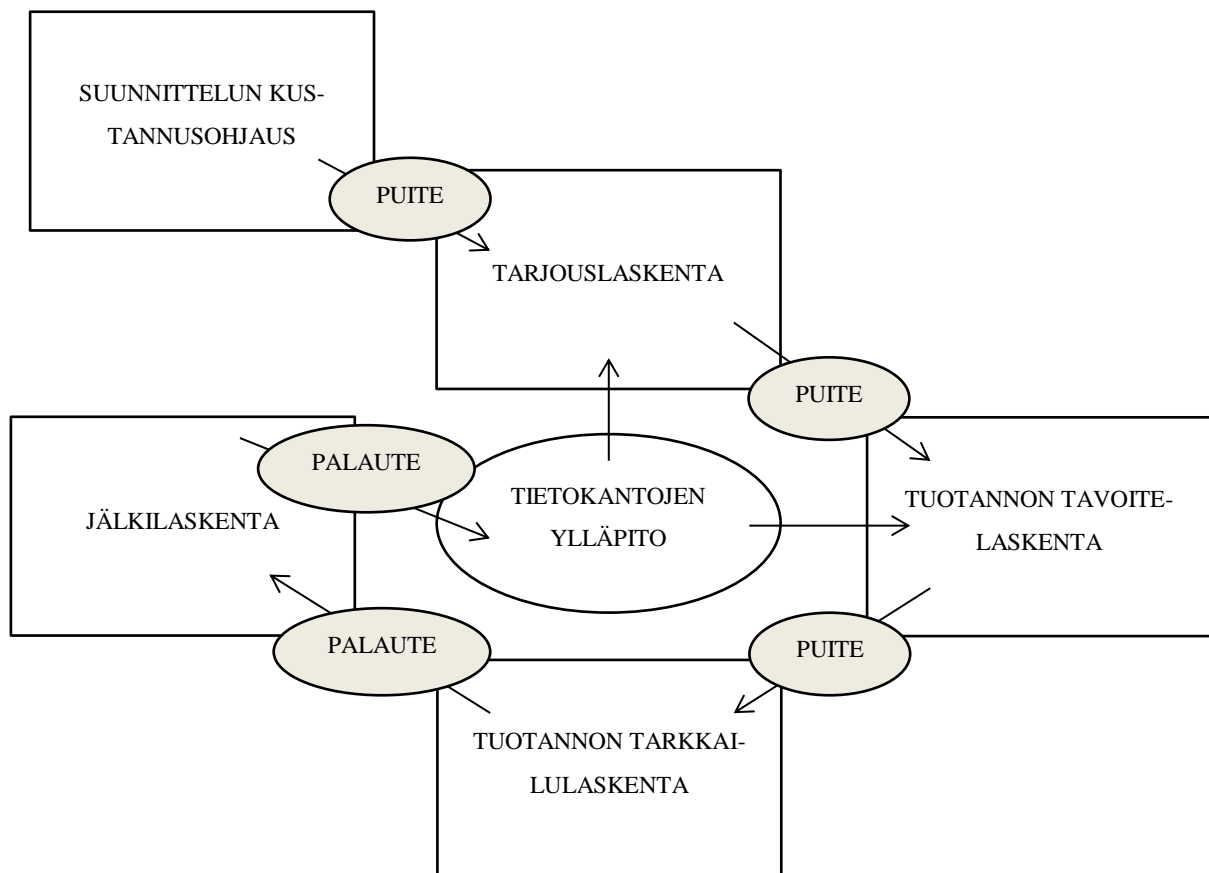 SUUNNITTELUN KUS-
TANNUSOHJAUS
PUITE
TARJOUSLASKENTA
PUITE
PALAUTE
JÄLKILASKENTA
TIETOKANTOJEN
YLLÄPITO
TUOTANNON TAVOITE-
LASKENTA
PALAUTE
PUITE
TUOTANNON TARKKAI-
LULASKENTA